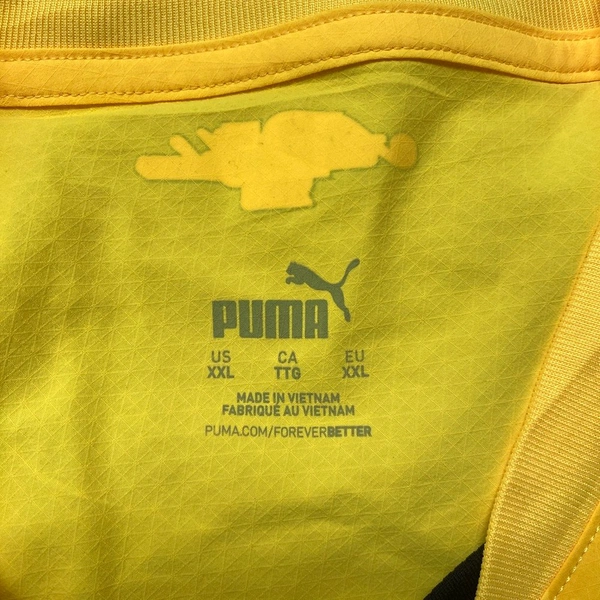 PUMA
US CA EU
XXL TTG XXL
MADE IN VIETNAM
FABRIQUÉ AU VIETNAM
PUMA.COM/FOREVERBETTER